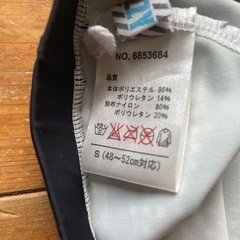 NO. 6853684
品質表示
本体ポリエステル 86%
ポリウレタン 14%
別布ナイロン 80%
ポリウレタン 20%
S (48~52cm対応)